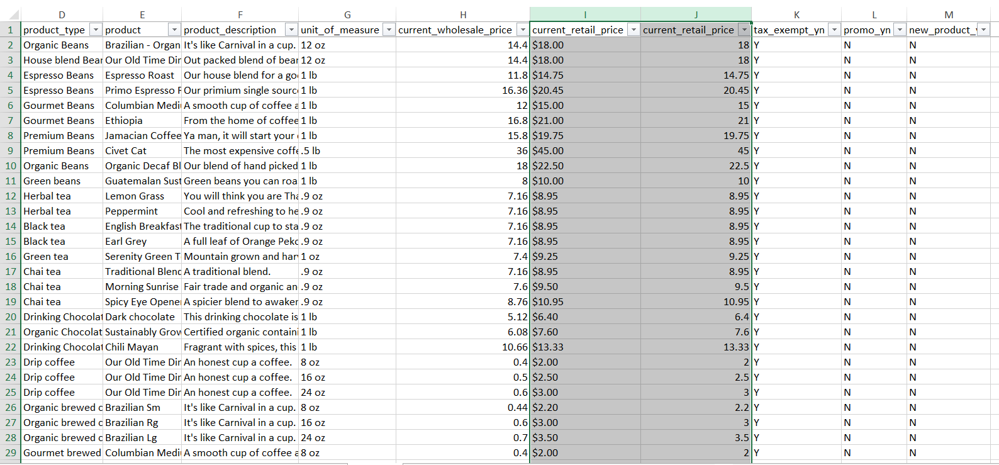 D E F G H I J K L M
1 product_type product product_description unit_of_measure current_wholesale_price current_retail_price current_retail_price tax_exempt_yn promo_yn new_product_
2 Organic Beans Brazilian - Organ It's like Carnival in a cup. 12 oz 14.4 $18.00 18 Y N N
3 House blend Bear Our Old Time Dir Out packed blend of bear 12 oz 14.4 $18.00 18 Y N N
4 Espresso Beans Espresso Roast Our house blend for a go 1 lb 11.8 $14.75 14.75 Y N N
5 Espresso Beans Primo Espresso R Our primium single sourc 1 lb 16.36 $20.45 20.45 Y N N
6 Gourmet Beans Columbian Medi A smooth cup of coffee a 1 lb 12 $15.00 15 Y N N
7 Gourmet Beans Ethiopia From the home of coffee 1 lb 16.8 $21.00 21 Y N N
8 Premium Beans Jamacian Coffee Ya man, it will start your 1 lb 15.8 $19.75 19.75 Y N N
9 Premium Beans Civet Cat The most expensive coffe .5 lb 36 $45.00 45 Y N N
10 Organic Beans Organic Decaf Bl Our blend of hand picked 1 lb 18 $22.50 22.5 Y N N
11 Green beans Guatemalan Sust Green beans you can roa 1 lb 8 $10.00 10 Y N N
12 Herbal tea Lemon Grass You will think you are Tha .9 oz 7.16 $8.95 8.95 Y N N
13 Herbal tea Peppermint Cool and refreshing to he .9 oz 7.16 $8.95 8.95 Y N N
14 Black tea English Breakfast The traditional cup to sta .9 oz 7.16 $8.95 8.95 Y N N
15 Black tea Earl Grey A full leaf of Orange Peko .9 oz 7.16 $8.95 8.95 Y N N
16 Green tea Serenity Green T Mountain grown and har 1 oz 7.4 $9.25 9.25 Y N N
17 Chai tea Traditional Blend A traditional blend. .9 oz 7.16 $8.95 8.95 Y N N
18 Chai tea Morning Sunrise Fair trade and organic an .9 oz 7.6 $9.50 9.5 Y N N
19 Chai tea Spicy Eye Opene A spicier blend to awaken .9 oz 8.76 $10.95 10.95 Y N N
20 Drinking Chocolat Dark chocolate This drinking chocolate is 1 lb 5.12 $6.40 6.4 Y N N
21 Organic Chocolat Sustainably Grow Certified organic containi 1 lb 6.08 $7.60 7.6 Y N N
22 Drinking Chocolat Chili Mayan Fragrant with spices, this 1 lb 10.66 $13.33 13.33 Y N N
23 Drip coffee Our Old Time Dir An honest cup a coffee. 8 oz 0.4 $2.00 2 Y N N
24 Drip coffee Our Old Time Dir An honest cup a coffee. 16 oz 0.5 $2.50 2.5 Y N N
25 Drip coffee Our Old Time Dir An honest cup a coffee. 24 oz 0.6 $3.00 3 Y N N
26 Organic brewed c Brazilian Sm It's like Carnival in a cup. 8 oz 0.44 $2.20 2.2 Y N N
27 Organic brewed c Brazilian Rg It's like Carnival in a cup. 16 oz 0.6 $3.00 3 Y N N
28 Organic brewed c Brazilian Lg It's like Carnival in a cup. 24 oz 0.7 $3.50 3.5 Y N N
29 Gourmet brewed Columbian Medi A smooth cup of coffee a 8 oz 0.4 $2.00 2 Y N N